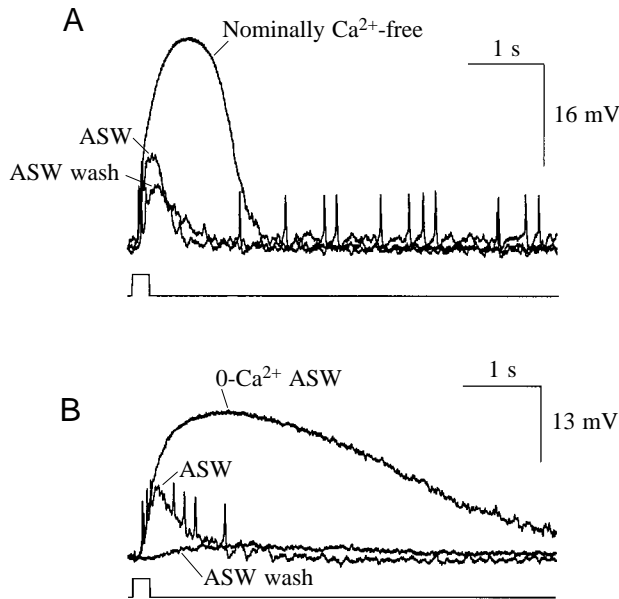 A
Nominally Ca²⁺-free
1 s
16 mV
ASW
ASW wash
0-Ca²⁺ ASW
1 s
B
13 mV
ASW
ASW wash